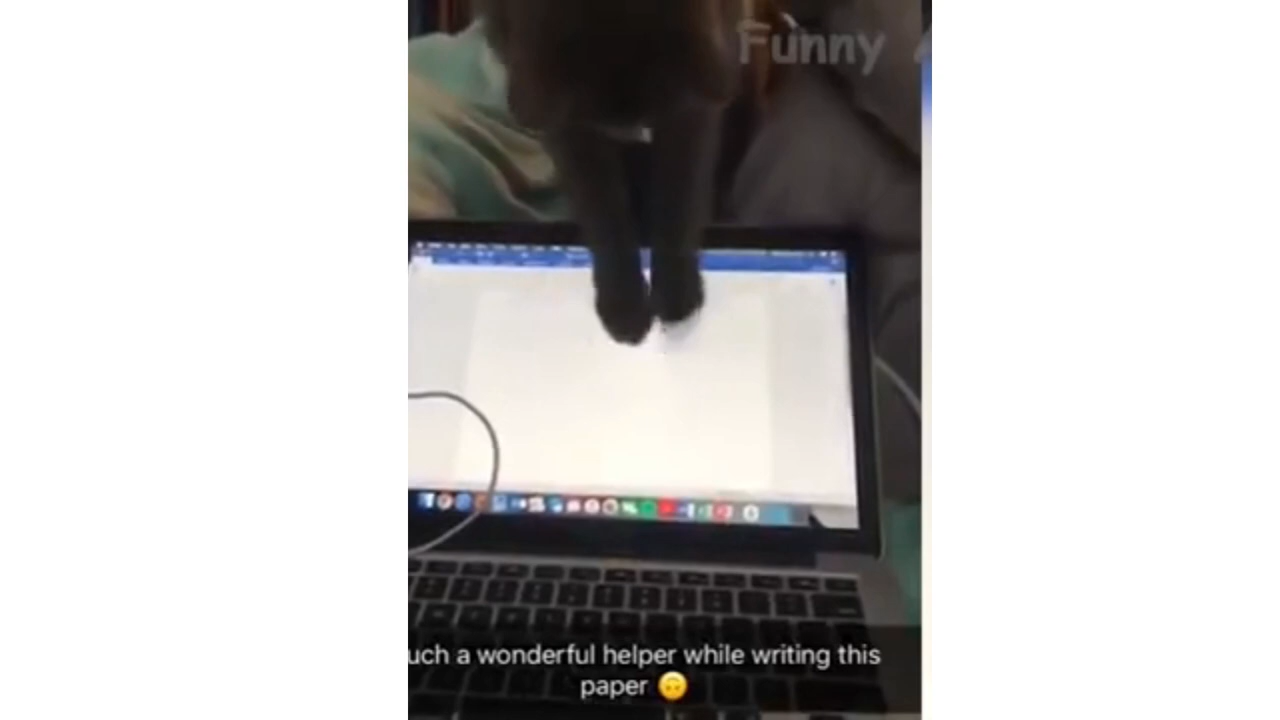 Funny
uch a wonderful helper while writing this
paper 🙃